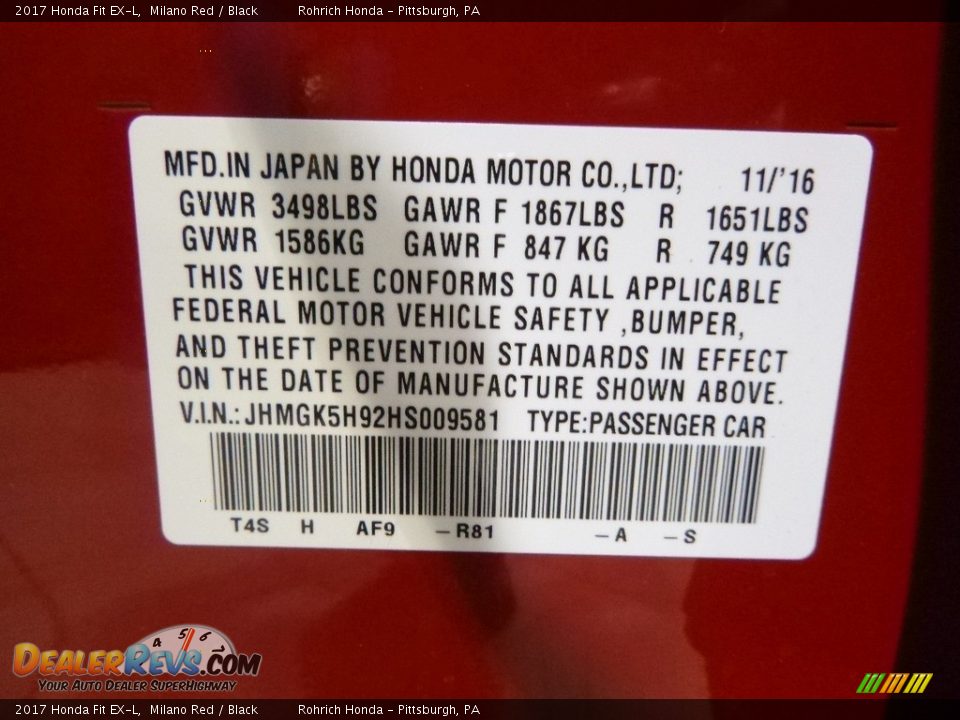 2017 Honda Fit EX-L, Milano Red / Black Rohrich Honda - Pittsburgh, PA
MFD.IN JAPAN BY HONDA MOTOR CO.,LTD; 11/'16
GVWR 3498LBS GAWR F 1867LBS R 1651LBS
GVWR 1586KG GAWR F 847 KG R 749 KG
THIS VEHICLE CONFORMS TO ALL APPLICABLE
FEDERAL MOTOR VEHICLE SAFETY ,BUMPER,
AND THEFT PREVENTION STANDARDS IN EFFECT
ON THE DATE OF MANUFACTURE SHOWN ABOVE.
V.I.N.: JHMGK5H92HS009581 TYPE:PASSENGER CAR
T4S H AF9 -R81 -A -S
4 5 6
DEALERREVS.COM
YOUR AUTO DEALER SUPERHIGHWAY
2017 Honda Fit EX-L, Milano Red / Black Rohrich Honda - Pittsburgh, PA